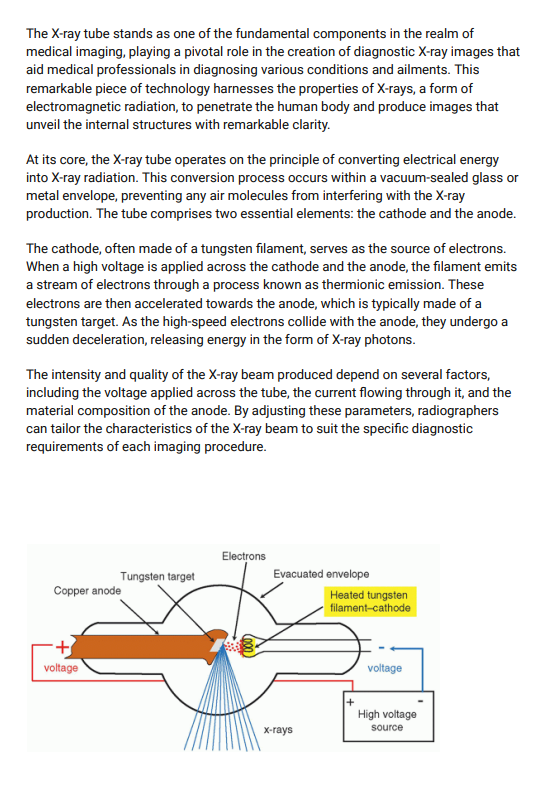 The X-ray tube stands as one of the fundamental components in the realm of
medical imaging, playing a pivotal role in the creation of diagnostic X-ray images that
aid medical professionals in diagnosing various conditions and ailments. This
remarkable piece of technology harnesses the properties of X-rays, a form of
electromagnetic radiation, to penetrate the human body and produce images that
unveil the internal structures with remarkable clarity.
At its core, the X-ray tube operates on the principle of converting electrical energy
into X-ray radiation. This conversion process occurs within a vacuum-sealed glass or
metal envelope, preventing any air molecules from interfering with the X-ray
production. The tube comprises two essential elements: the cathode and the anode.
The cathode, often made of a tungsten filament, serves as the source of electrons.
When a high voltage is applied across the cathode and the anode, the filament emits
a stream of electrons through a process known as thermionic emission. These
electrons are then accelerated towards the anode, which is typically made of a
tungsten target. As the high-speed electrons collide with the anode, they undergo a
sudden deceleration, releasing energy in the form of X-ray photons.
The intensity and quality of the X-ray beam produced depend on several factors,
including the voltage applied across the tube, the current flowing through it, and the
material composition of the anode. By adjusting these parameters, radiographers
can tailor the characteristics of the X-ray beam to suit the specific diagnostic
requirements of each imaging procedure.
Electrons
Tungsten target
Evacuated envelope
Copper anode
Heated tungsten
filament–cathode
+
-
voltage
voltage
+
-
High voltage
source
x-rays